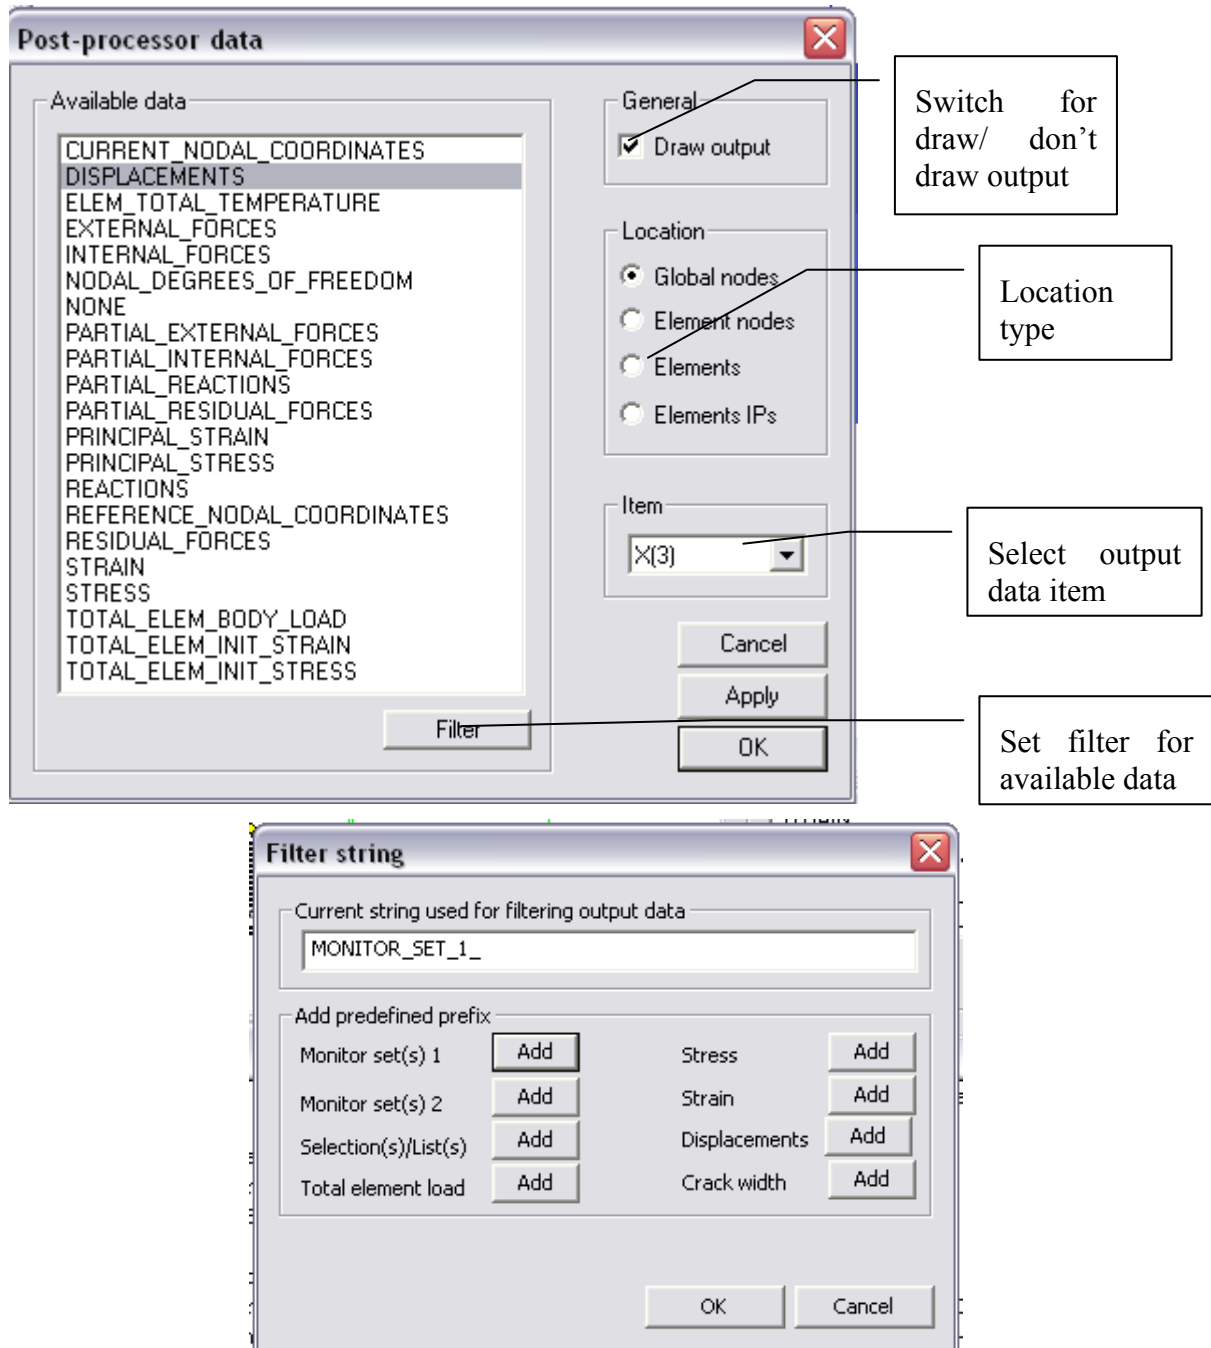 Post-processor data
Available data
CURRENT_NODAL_COORDINATES
DISPLACEMENTS
ELEM_TOTAL_TEMPERATURE
EXTERNAL_FORCES
INTERNAL_FORCES
NODAL_DEGREES_OF_FREEDOM
NONE
PARTIAL_EXTERNAL_FORCES
PARTIAL_INTERNAL_FORCES
PARTIAL_REACTIONS
PARTIAL_RESIDUAL_FORCES
PRINCIPAL_STRAIN
PRINCIPAL_STRESS
REACTIONS
REFERENCE_NODAL_COORDINATES
RESIDUAL_FORCES
STRAIN
STRESS
TOTAL_ELEM_BODY_LOAD
TOTAL_ELEM_INIT_STRAIN
TOTAL_ELEM_INIT_STRESS
Filter
General
Draw output
Location
Global nodes
Element nodes
Elements
Elements IPs
Item
X(3)
Cancel
Apply
OK
Switch for
draw/ don't
draw output
Location
type
Select output
data item
Set filter for
available data
Filter string
Current string used for filtering output data
MONITOR_SET_1_
Add predefined prefix
Monitor set(s) 1 Add
Monitor set(s) 2 Add
Selection(s)/List(s) Add
Total element load Add
Stress Add
Strain Add
Displacements Add
Crack width Add
OK Cancel